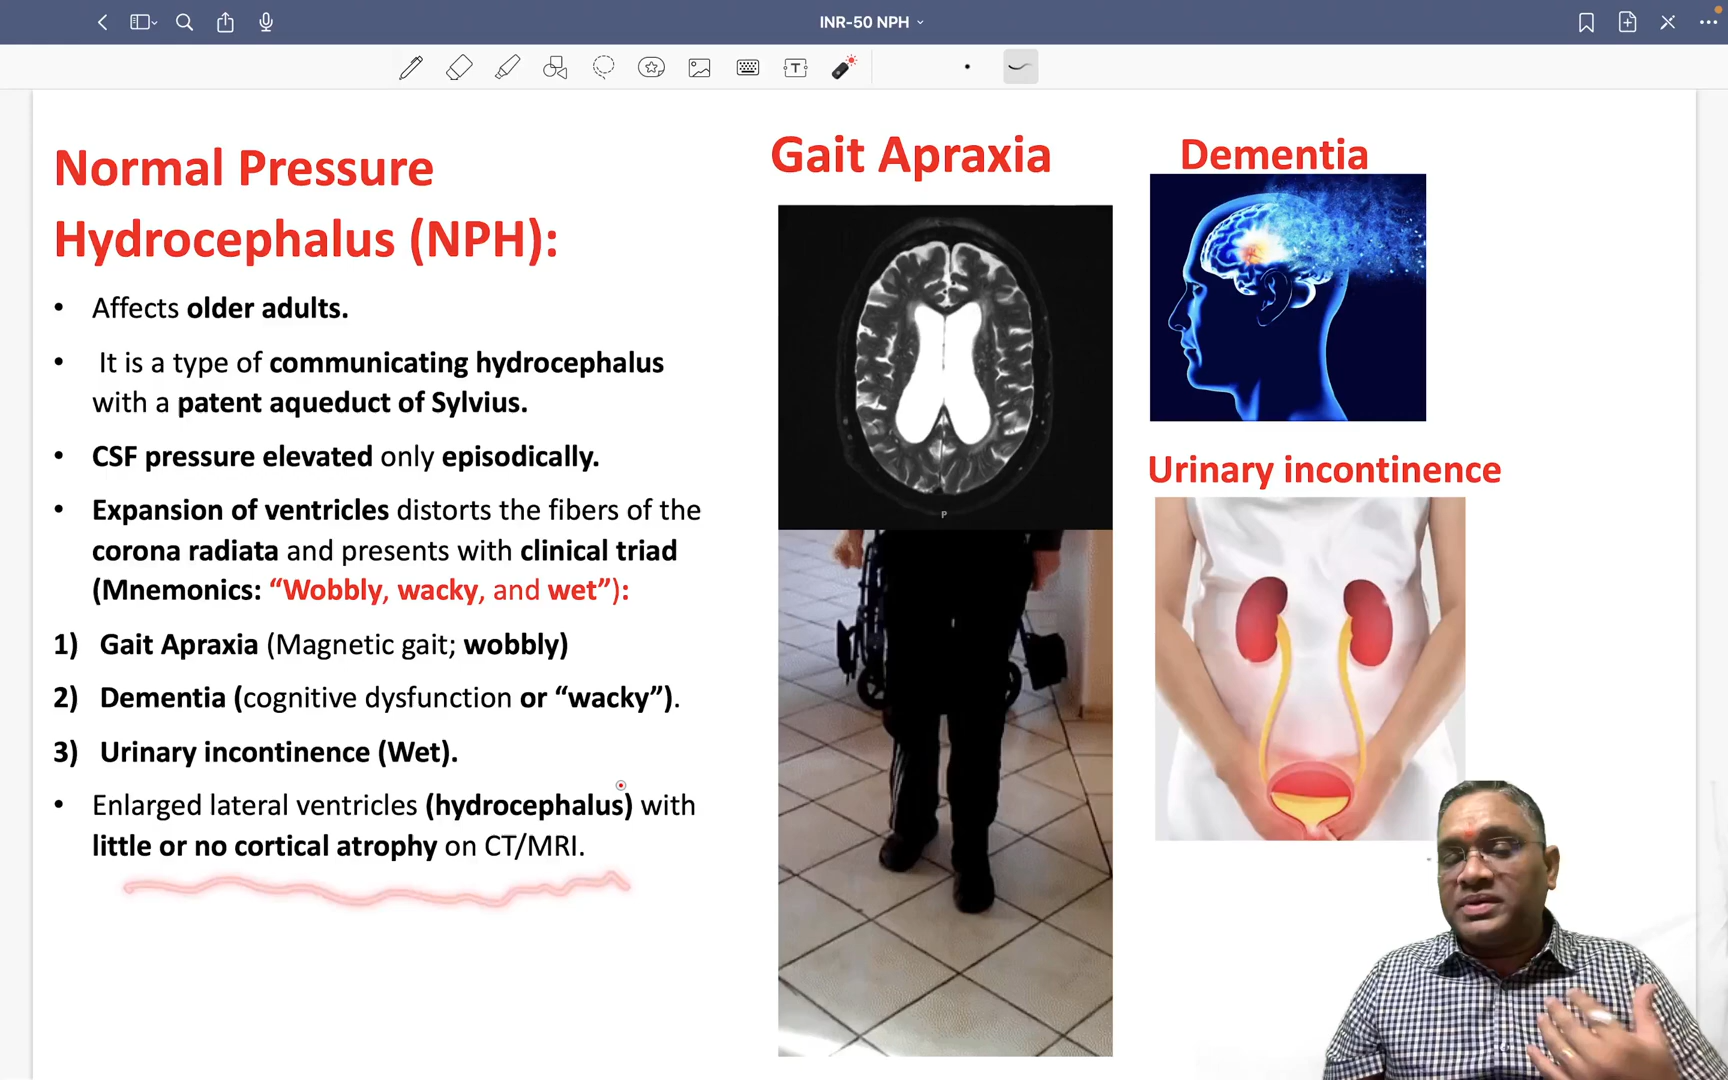 INR-50 NPH
Normal Pressure
Hydrocephalus (NPH):
• Affects older adults.
• It is a type of communicating hydrocephalus
with a patent aqueduct of Sylvius.
• CSF pressure elevated only episodically.
• Expansion of ventricles distorts the fibers of the
corona radiata and presents with clinical triad
(Mnemonics: “Wobbly, wacky, and wet”):
1) Gait Apraxia (Magnetic gait; wobbly)
2) Dementia (cognitive dysfunction or “wacky”).
3) Urinary incontinence (Wet).
• Enlarged lateral ventricles (hydrocephalus) with
little or no cortical atrophy on CT/MRI.
Gait Apraxia
P
Dementia
Urinary incontinence